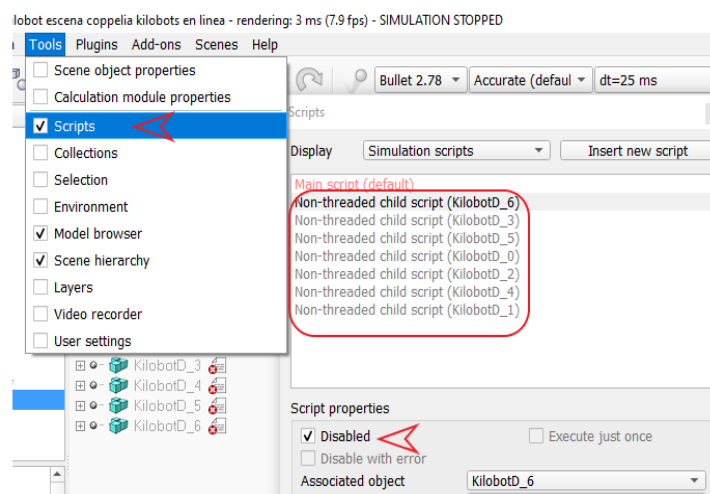 lobot escena coppelia kilobots en linea - rendering: 3 ms (7.9 fps) - SIMULATION STOPPED
Tools Plugins Add-ons Scenes Help
Scene object properties
Calculation module properties
Scripts
Collections
Selection
Environment
Model browser
Scene hierarchy
Layers
Video recorder
User settings
Bullet 2.78 Accurate (defaul dt=25 ms
Scripts
Display Simulation scripts Insert new script
Main script (default)
Non-threaded child script (KilobotD_6)
Non-threaded child script (KilobotD_3)
Non-threaded child script (KilobotD_5)
Non-threaded child script (KilobotD_0)
Non-threaded child script (KilobotD_2)
Non-threaded child script (KilobotD_4)
Non-threaded child script (KilobotD_1)
KilobotD_3
KilobotD_4
KilobotD_5
KilobotD_6
Script properties
Disabled Execute just once
Disable with error
Associated object KilobotD_6